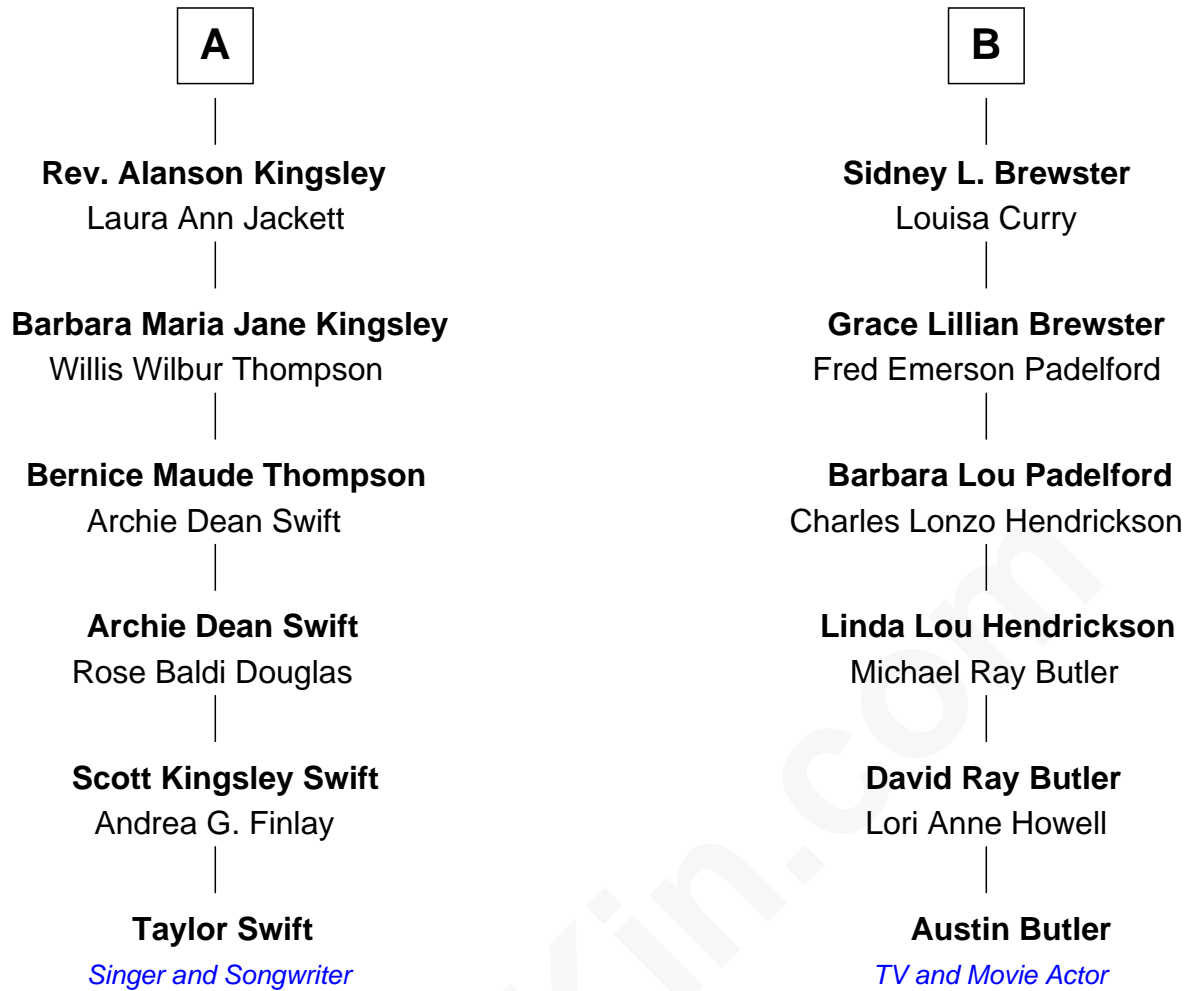 A
Rev. Alanson Kingsley
Laura Ann Jackett
Barbara Maria Jane Kingsley
Willis Wilbur Thompson
Bernice Maude Thompson
Archie Dean Swift
Archie Dean Swift
Rose Baldi Douglas
Scott Kingsley Swift
Andrea G. Finlay
Taylor Swift
Singer and Songwriter
B
Sidney L. Brewster
Louisa Curry
Grace Lillian Brewster
Fred Emerson Padelford
Barbara Lou Padelford
Charles Lonzo Hendrickson
Linda Lou Hendrickson
Michael Ray Butler
David Ray Butler
Lori Anne Howell
Austin Butler
TV and Movie Actor
kin.com